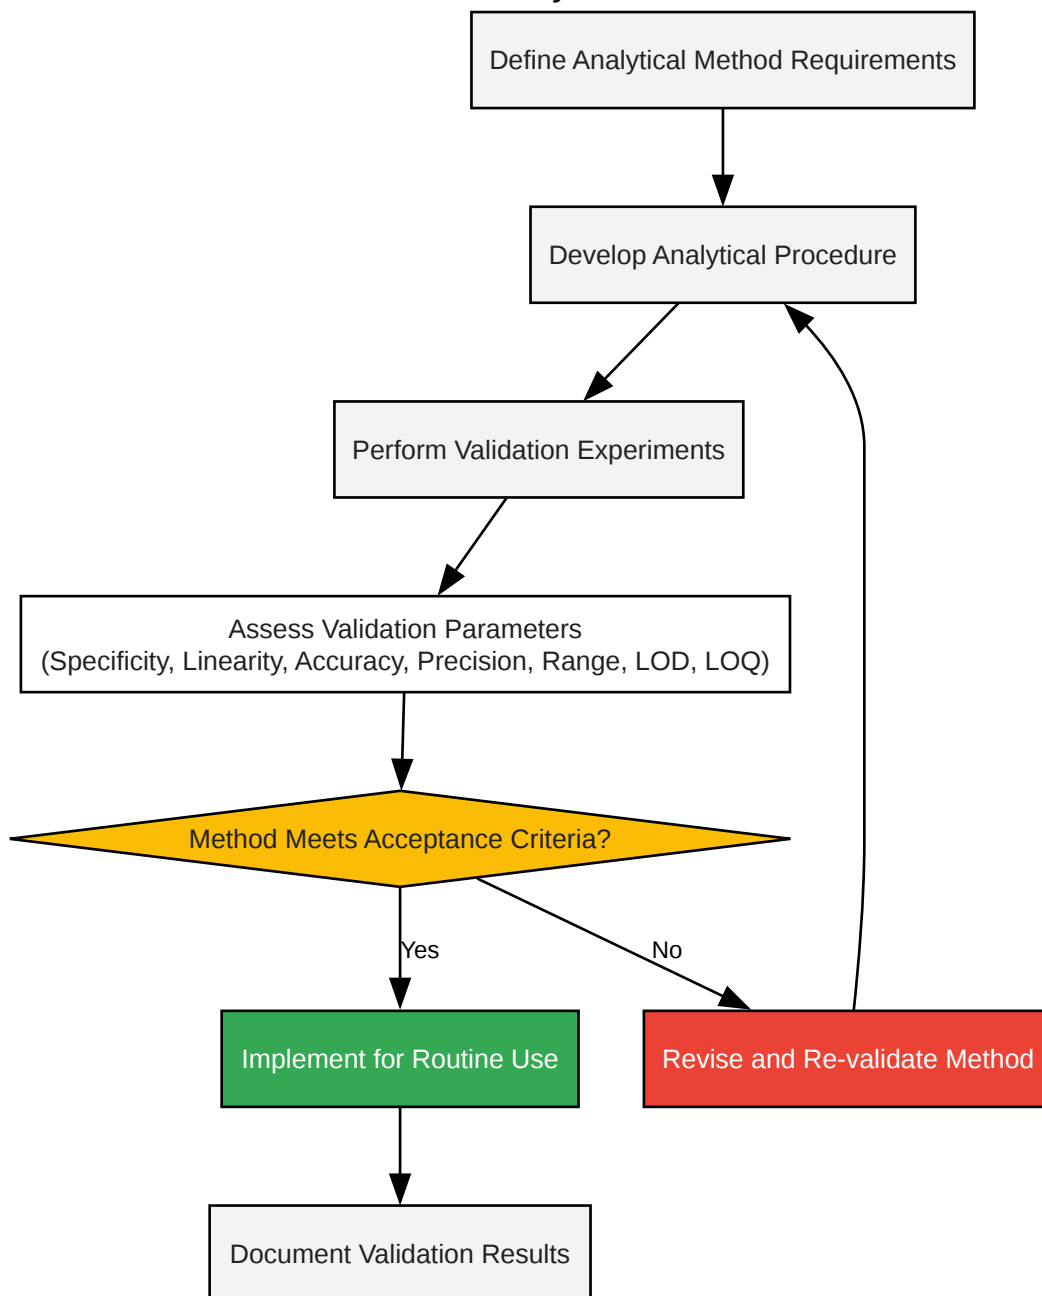 Define Analytical Method Requirements
Develop Analytical Procedure
Perform Validation Experiments
Assess Validation Parameters
(Specificity, Linearity, Accuracy, Precision, Range, LOD, LOQ)
Method Meets Acceptance Criteria?
Yes
No
Implement for Routine Use
Revise and Re-validate Method
Document Validation Results